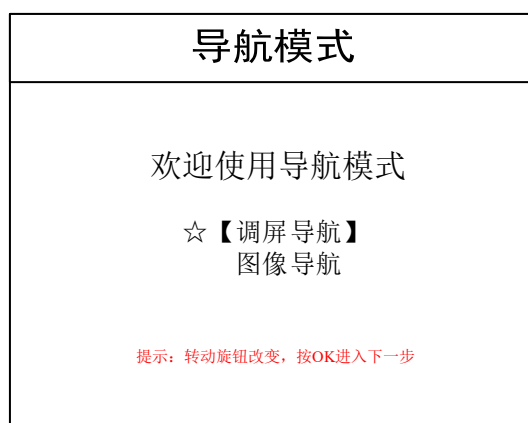 导航模式
欢迎使用导航模式
☆【调屏导航】
图像导航
提示：转动旋钮改变，按OK进入下一步